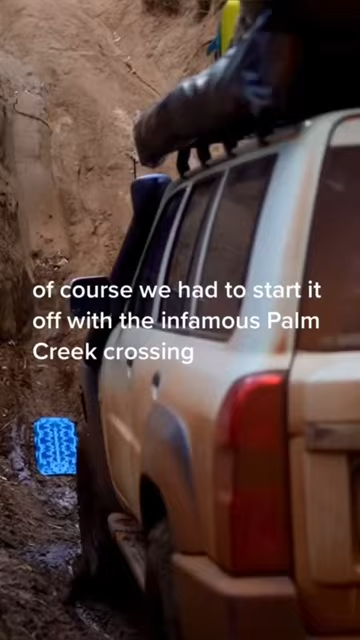 of course we had to start it
off with the infamous Palm
Creek crossing